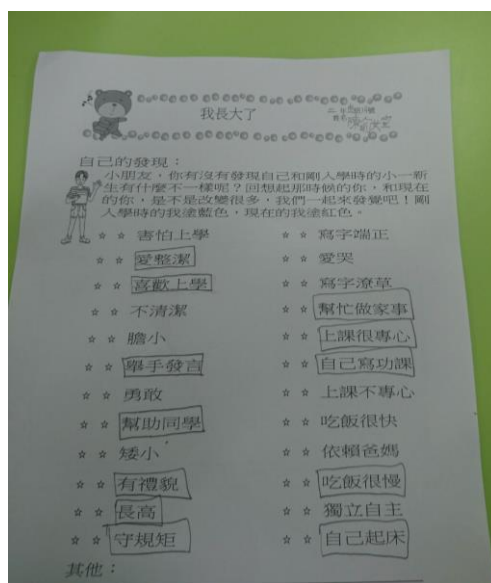 我長大了
自己的發現：
小朋友，你有沒有發現自己和剛入學時的小一新
生有什麼不一樣呢？回想起那時候的你，和現在
的你，是不是改變很多，我們一起來發覺吧！剛
入學時的我塗藍色，現在的我塗紅色。
☆ ☆ 害怕上學 ☆ ☆ 寫字端正
☆ ☆ 愛整潔 ☆ ☆ 愛哭
☆ ☆ 喜歡上學 ☆ ☆ 寫字潦草
☆ ☆ 不清潔 ☆ ☆ 幫忙做家事
☆ ☆ 膽小 ☆ ☆ 上課很專心
☆ ☆ 舉手發言 ☆ ☆ 自己寫功課
☆ ☆ 勇敢 ☆ ☆ 上課不專心
☆ ☆ 幫助同學 ☆ ☆ 吃飯很快
☆ ☆ 矮小 ☆ ☆ 依賴爸媽
☆ ☆ 有禮貌 ☆ ☆ 吃飯很慢
☆ ☆ 長高 ☆ ☆ 獨立自主
☆ ☆ 守規矩 ☆ ☆ 自己起床
其他：